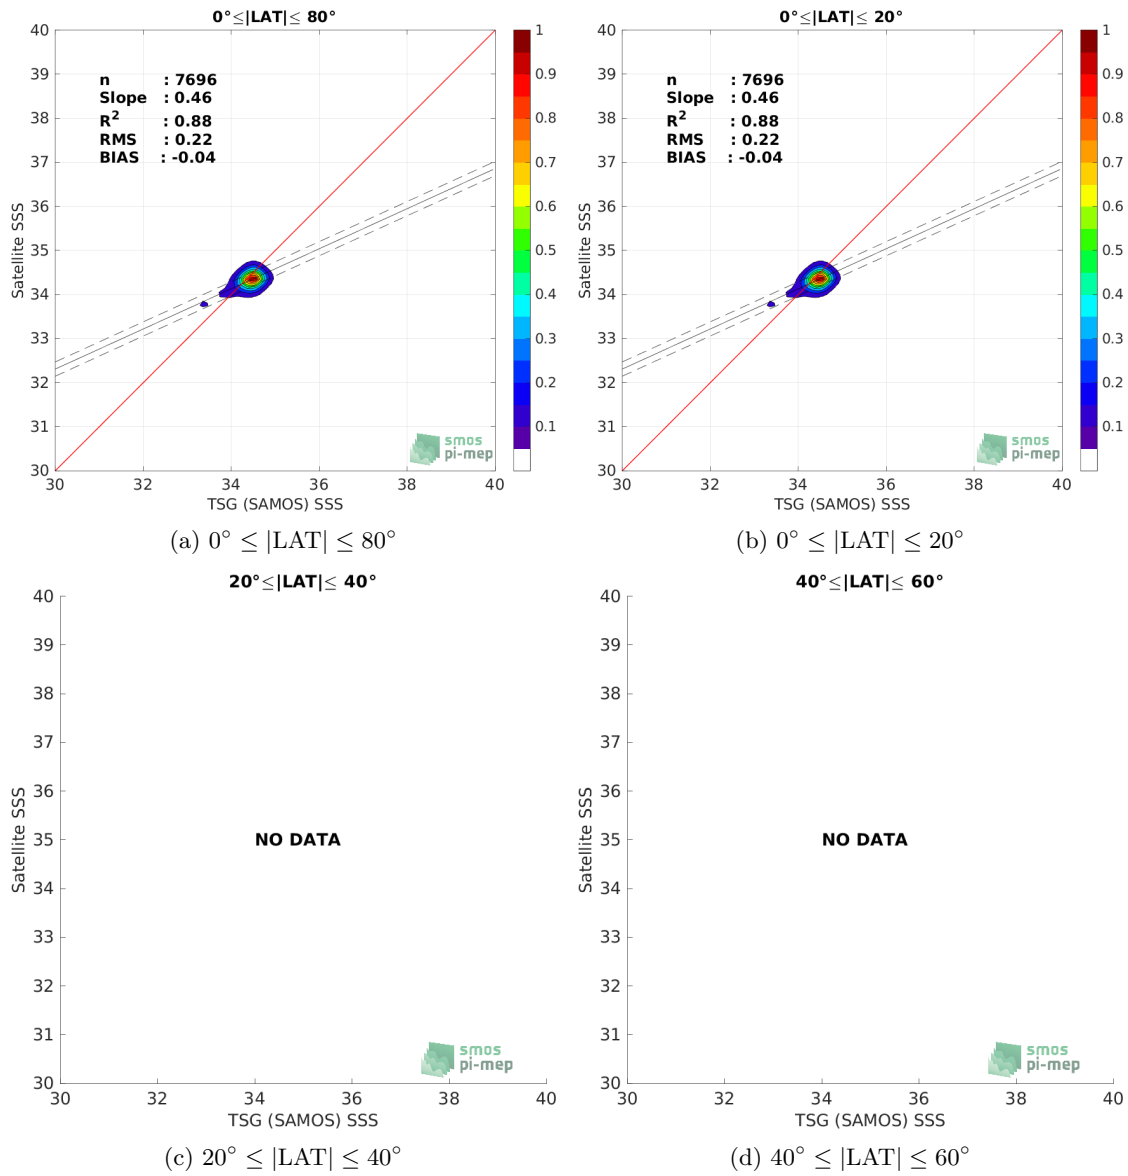 0°≤|LAT|≤ 80°
40
39
38
37
36
35
34
33
32
31
30
Satellite SSS
n : 7696
Slope : 0.46
R² : 0.88
RMS : 0.22
BIAS : -0.04
smos
pi-mep
30 32 34 36 38 40
TSG (SAMOS) SSS
1
0.9
0.8
0.7
0.6
0.5
0.4
0.3
0.2
0.1
(a) 0° ≤ |LAT| ≤ 80°
0°≤|LAT|≤ 20°
40
39
38
37
36
35
34
33
32
31
30
Satellite SSS
n : 7696
Slope : 0.46
R² : 0.88
RMS : 0.22
BIAS : -0.04
smos
pi-mep
30 32 34 36 38 40
TSG (SAMOS) SSS
1
0.9
0.8
0.7
0.6
0.5
0.4
0.3
0.2
0.1
(b) 0° ≤ |LAT| ≤ 20°
20°≤|LAT|≤ 40°
40
39
38
37
36
35
34
33
32
31
30
Satellite SSS
NO DATA
smos
pi-mep
30 32 34 36 38 40
TSG (SAMOS) SSS
(c) 20° ≤ |LAT| ≤ 40°
40°≤|LAT|≤ 60°
40
39
38
37
36
35
34
33
32
31
30
Satellite SSS
NO DATA
smos
pi-mep
30 32 34 36 38 40
TSG (SAMOS) SSS
(d) 40° ≤ |LAT| ≤ 60°